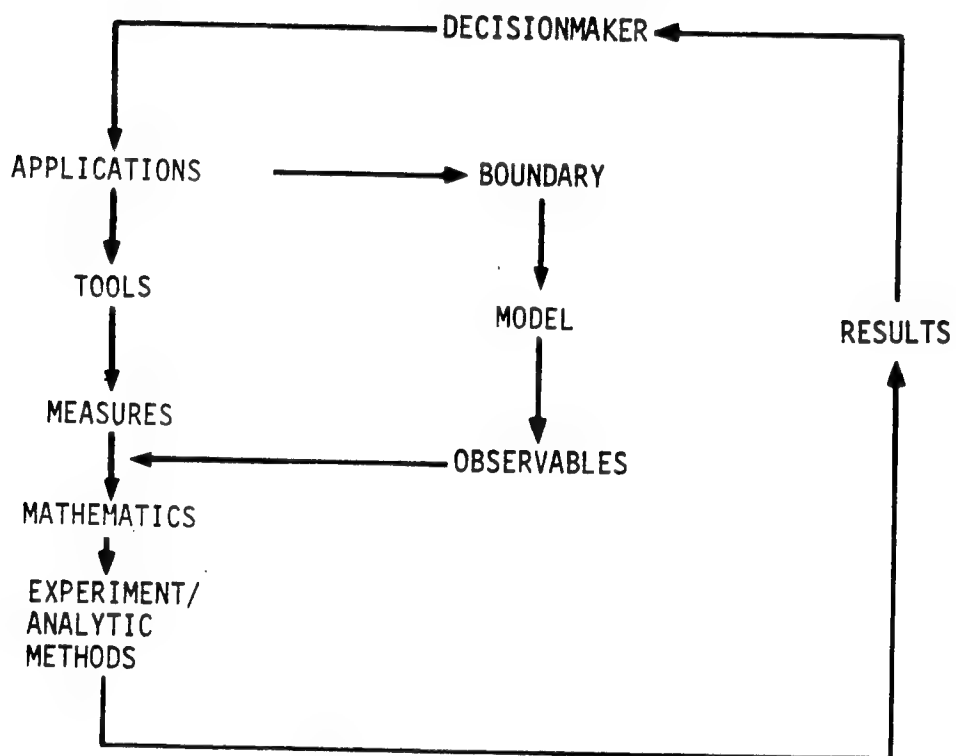 DECISIONMAKER
APPLICATIONS
BOUNDARY
TOOLS
MODEL
RESULTS
MEASURES
OBSERVABLES
MATHEMATICS
EXPERIMENT/
ANALYTIC
METHODS